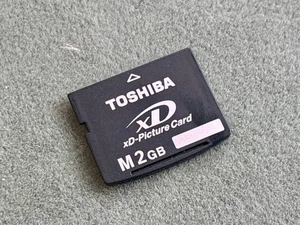 TOSHIBA
xD
xD-Picture Card
M 2GB